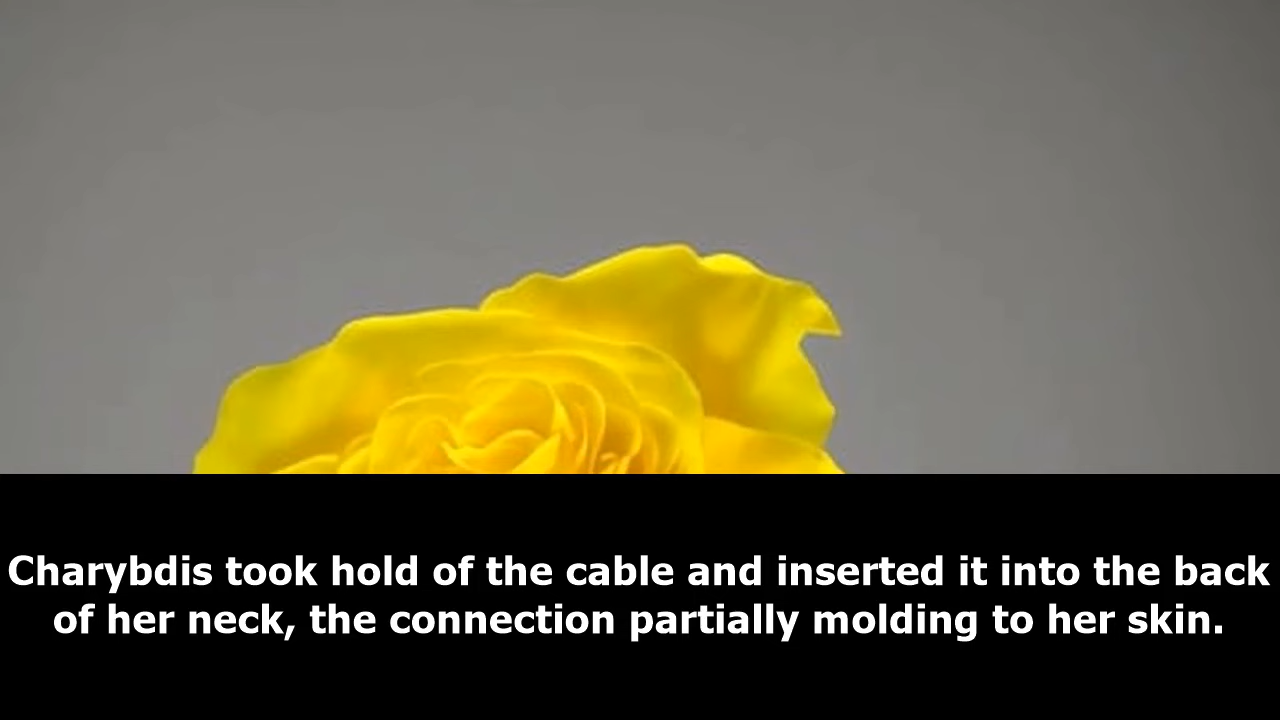 Charybdis took hold of the cable and inserted it into the back
of her neck, the connection partially molding to her skin.